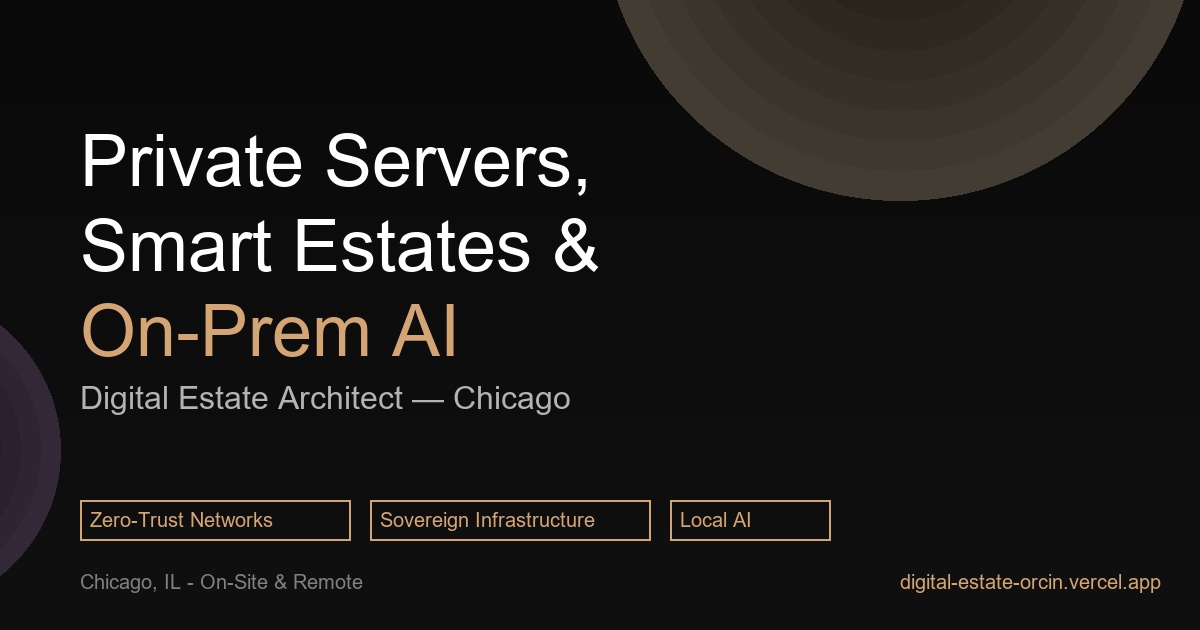 Private Servers,
Smart Estates &
On-Prem AI
Digital Estate Architect — Chicago
Zero-Trust Networks
Sovereign Infrastructure
Local AI
Chicago, IL - On-Site & Remote
digital-estate-orcin.vercel.app